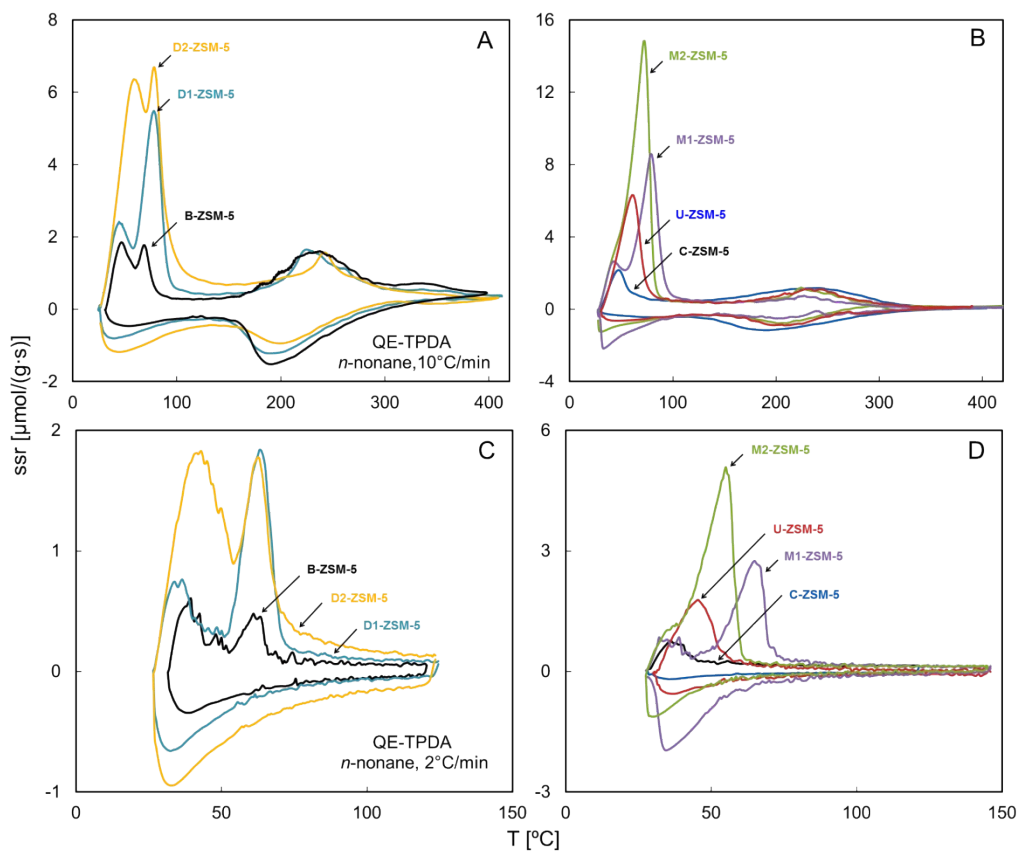 8
6
4
2
0
-2
A
D2-ZSM-5
D1-ZSM-5
B-ZSM-5
QE-TPDA
n-nonane,10°C/min
0
100
200
300
400
16
12
8
4
0
-4
B
M2-ZSM-5
M1-ZSM-5
U-ZSM-5
C-ZSM-5
0
100
200
300
400
ssr [µmol/(g·s)]
2
1
0
-1
C
B-ZSM-5
D2-ZSM-5
D1-ZSM-5
QE-TPDA
n-nonane, 2°C/min
0
50
100
150
6
3
0
-3
D
M2-ZSM-5
U-ZSM-5
M1-ZSM-5
C-ZSM-5
0
50
100
150
T [ºC]